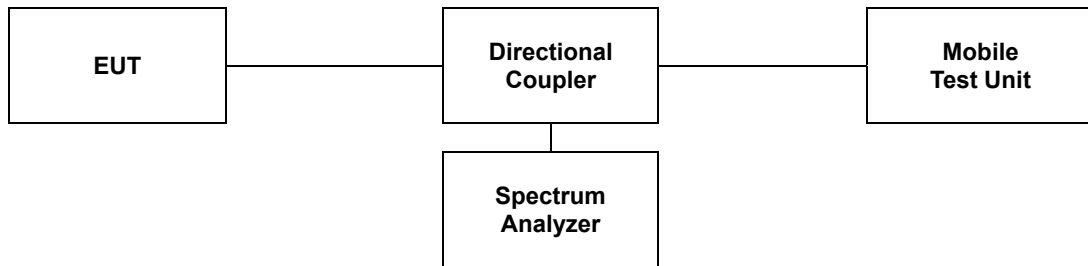 EUT
Directional
Coupler
Mobile
Test Unit
Spectrum
Analyzer